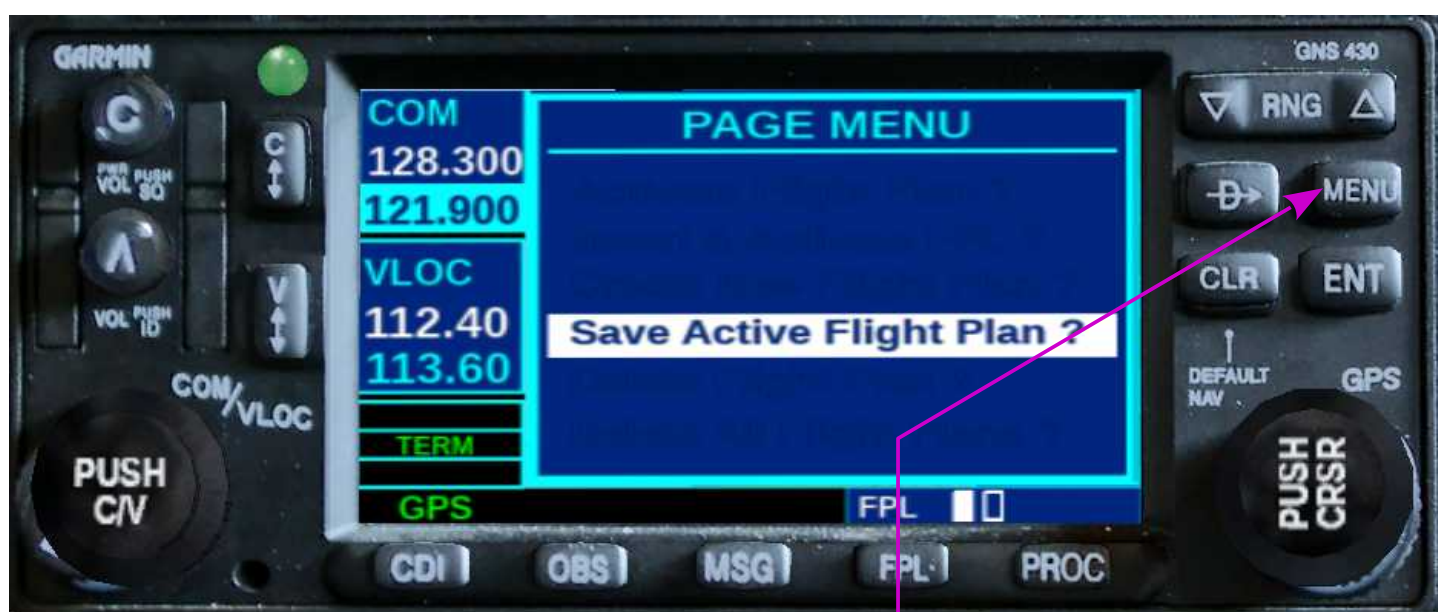 GARMIN
GNS 430
C
PWR
VOL
PUSH
SQ
C
V
VOL
PUSH
ID
V
COM/VLOC
PUSH
C/V
COM
128.300
121.900
VLOC
112.40
113.60
TERM
GPS
PAGE MENU
Save Active Flight Plan ?
FPL
RNG
D
MENU
CLR
ENT
DEFAULT
NAV
GPS
PUSH
CRSR
CDI
OBS
MSG
FPL
PROC